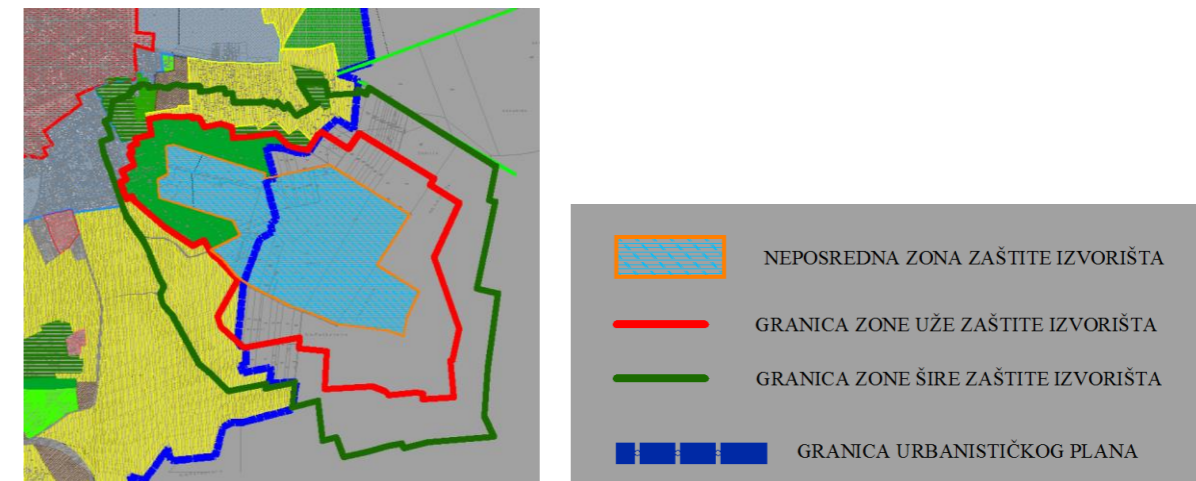 NEPOSREDNA ZONA ZAŠTITE IZVORIŠTA
GRANICA ZONE UŽE ZAŠTITE IZVORIŠTA
GRANICA ZONE ŠIRE ZAŠTITE IZVORIŠTA
GRANICA URBANISTIČKOG PLANA